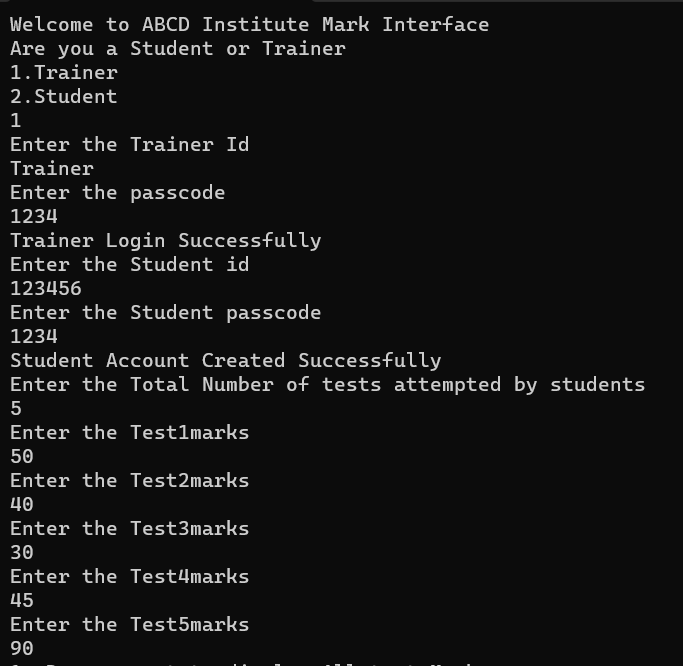 Welcome to ABCD Institute Mark Interface
Are you a Student or Trainer
1.Trainer
2.Student
1
Enter the Trainer Id
Trainer
Enter the passcode
1234
Trainer Login Successfully
Enter the Student id
123456
Enter the Student passcode
1234
Student Account Created Successfully
Enter the Total Number of tests attempted by students
5
Enter the Test1marks
50
Enter the Test2marks
40
Enter the Test3marks
30
Enter the Test4marks
45
Enter the Test5marks
90